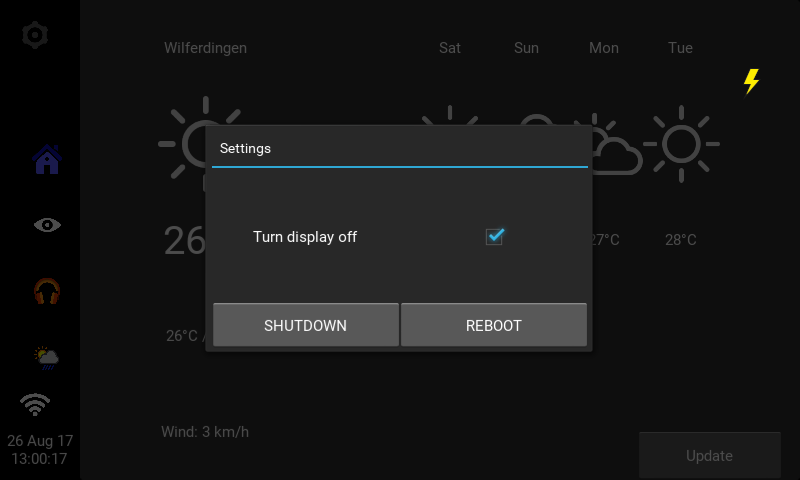 Wilferdingen
Sat
Sun
Mon
Tue
Settings
26
Turn display off
27°C
28°C
SHUTDOWN
REBOOT
26°C /
Wind: 3 km/h
26 Aug 17
13:00:17
Update